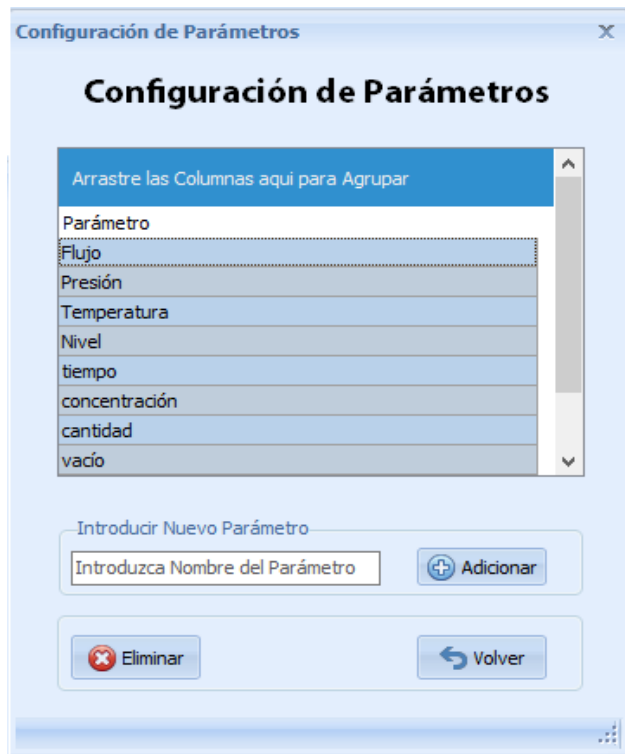 Configuración de Parámetros
Configuración de Parámetros
Arrastre las Columnas aqui para Agrupar
Parámetro
Flujo
Presión
Temperatura
Nivel
tiempo
concentración
cantidad
vacío
Introducir Nuevo Parámetro
Introduzca Nombre del Parámetro
Adicionar
Eliminar
Volver